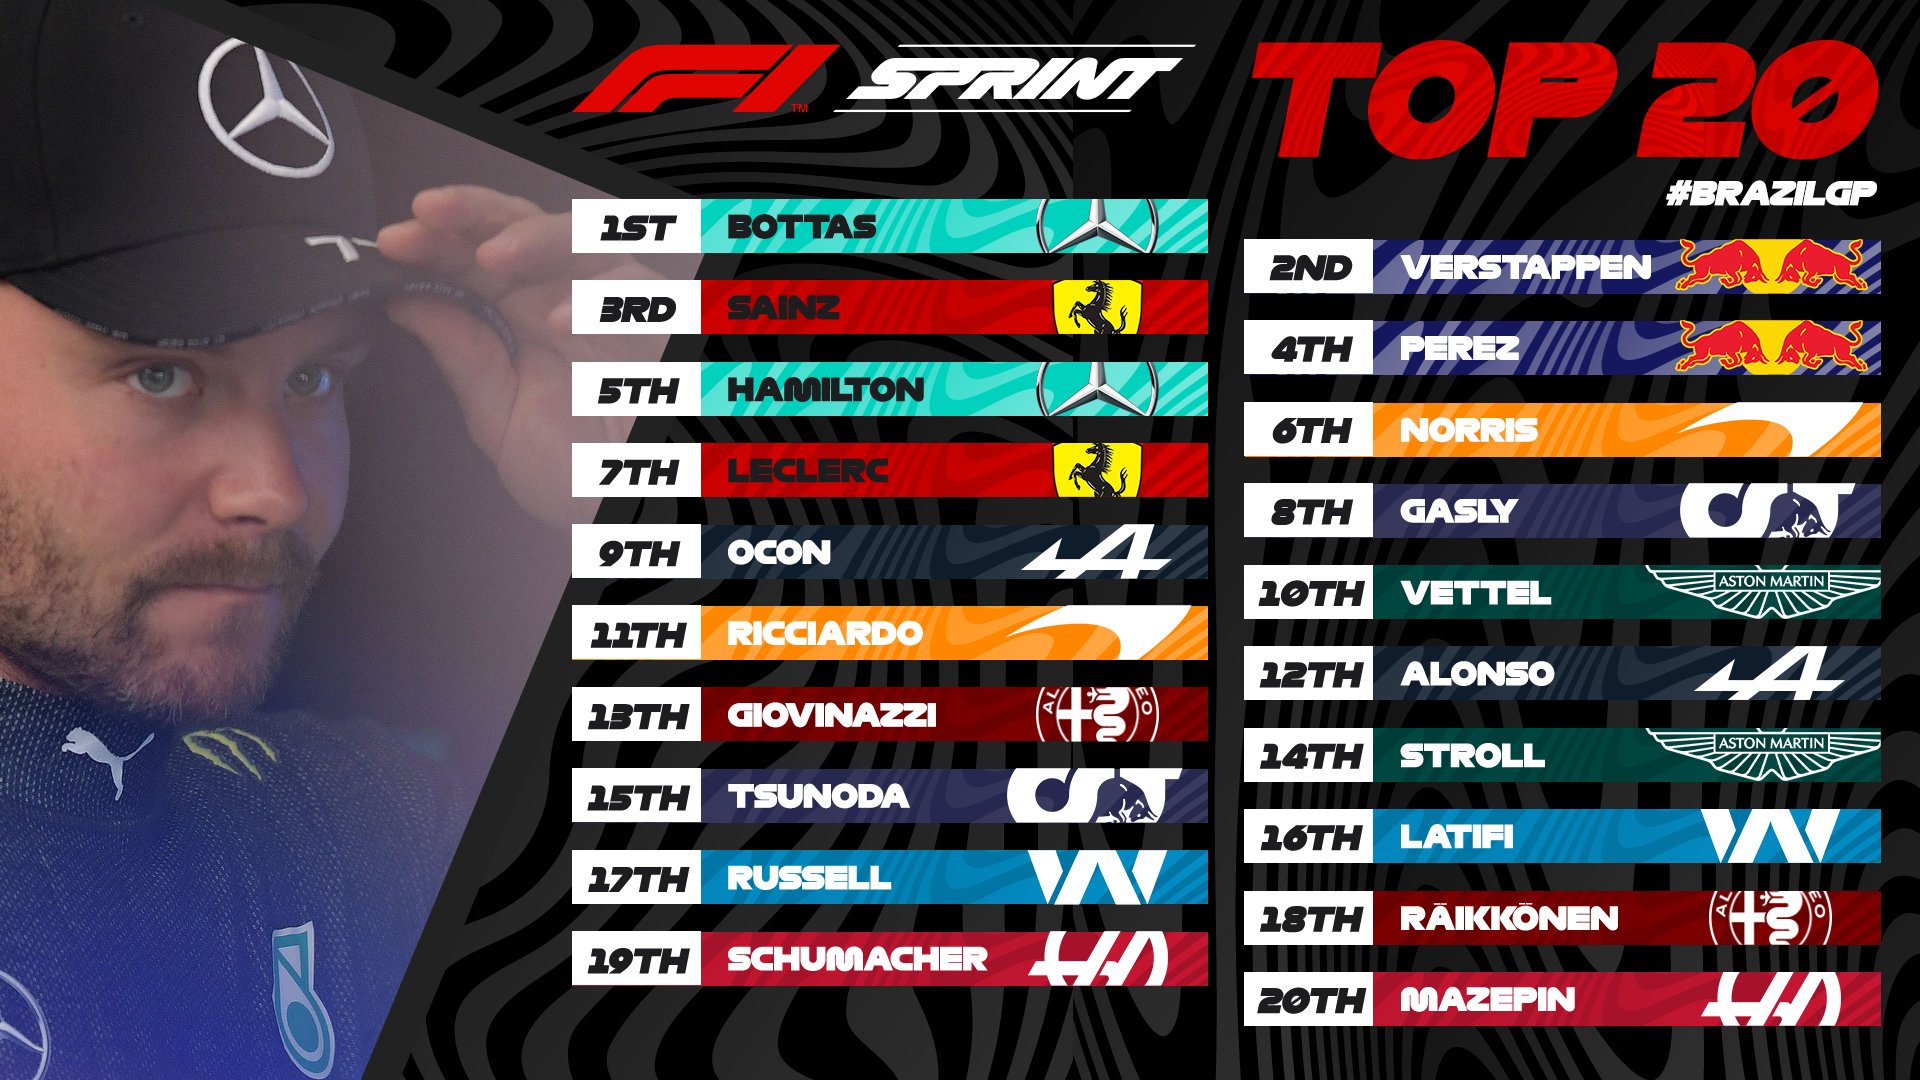 F1™ SPRINT
TOP 20
#BRAZILGP
1ST BOTTAS
2ND VERSTAPPEN
3RD SAINZ
4TH PEREZ
5TH HAMILTON
6TH NORRIS
7TH LECLERC
8TH GASLY
9TH OCON
10TH VETTEL ASTON MARTIN
11TH RICCIARDO
12TH ALONSO
13TH GIOVINAZZI
14TH STROLL ASTON MARTIN
15TH TSUNODA
16TH LATIFI
17TH RUSSELL
18TH RÄIKKÖNEN
19TH SCHUMACHER
20TH MAZEPIN